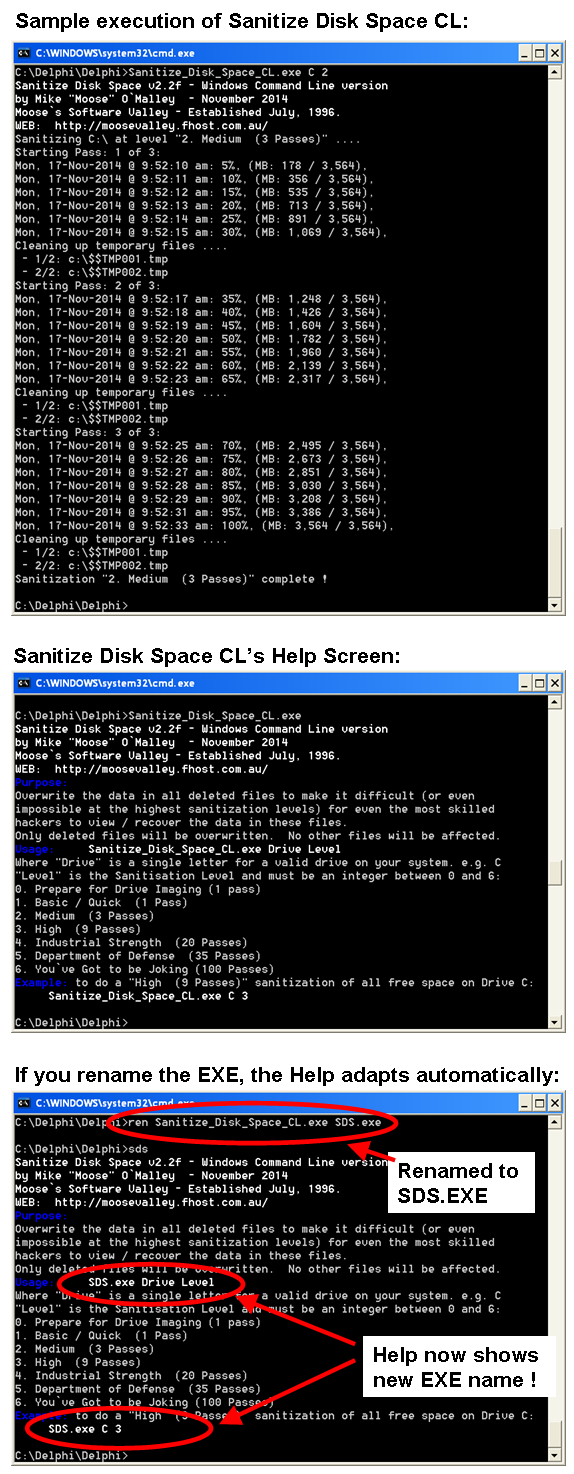 Sample execution of Sanitize Disk Space CL:
C:\WINDOWS\system32\cmd.exe
C:\Delphi\Delphi>Sanitize_Disk_Space_CL.exe C 2
Sanitize Disk Space v2.2f - Windows Command Line version
by Mike "Moose" O`Malley  - November 2014
Moose`s Software Valley - Established July, 1996.
WEB:  http://moosevalley.fhost.com.au/
Sanitizing C:\ at level "2. Medium  (3 Passes)" ....
Starting Pass: 1 of 3:
Mon, 17-Nov-2014 @ 9:52:10 am: 5%, (MB: 178 / 3,564),
Mon, 17-Nov-2014 @ 9:52:11 am: 10%, (MB: 356 / 3,564),
Mon, 17-Nov-2014 @ 9:52:12 am: 15%, (MB: 535 / 3,564),
Mon, 17-Nov-2014 @ 9:52:13 am: 20%, (MB: 713 / 3,564),
Mon, 17-Nov-2014 @ 9:52:14 am: 25%, (MB: 891 / 3,564),
Mon, 17-Nov-2014 @ 9:52:15 am: 30%, (MB: 1,069 / 3,564),
Cleaning up temporary files ....
 - 1/2: c:\$$TMP001.tmp
 - 2/2: c:\$$TMP002.tmp
Starting Pass: 2 of 3:
Mon, 17-Nov-2014 @ 9:52:17 am: 35%, (MB: 1,248 / 3,564),
Mon, 17-Nov-2014 @ 9:52:18 am: 40%, (MB: 1,426 / 3,564),
Mon, 17-Nov-2014 @ 9:52:19 am: 45%, (MB: 1,604 / 3,564),
Mon, 17-Nov-2014 @ 9:52:20 am: 50%, (MB: 1,782 / 3,564),
Mon, 17-Nov-2014 @ 9:52:21 am: 55%, (MB: 1,960 / 3,564),
Mon, 17-Nov-2014 @ 9:52:22 am: 60%, (MB: 2,139 / 3,564),
Mon, 17-Nov-2014 @ 9:52:23 am: 65%, (MB: 2,317 / 3,564),
Cleaning up temporary files ....
 - 1/2: c:\$$TMP001.tmp
 - 2/2: c:\$$TMP002.tmp
Starting Pass: 3 of 3:
Mon, 17-Nov-2014 @ 9:52:25 am: 70%, (MB: 2,495 / 3,564),
Mon, 17-Nov-2014 @ 9:52:26 am: 75%, (MB: 2,673 / 3,564),
Mon, 17-Nov-2014 @ 9:52:27 am: 80%, (MB: 2,851 / 3,564),
Mon, 17-Nov-2014 @ 9:52:28 am: 85%, (MB: 3,030 / 3,564),
Mon, 17-Nov-2014 @ 9:52:29 am: 90%, (MB: 3,208 / 3,564),
Mon, 17-Nov-2014 @ 9:52:31 am: 95%, (MB: 3,386 / 3,564),
Mon, 17-Nov-2014 @ 9:52:33 am: 100%, (MB: 3,564 / 3,564),
Cleaning up temporary files ....
 - 1/2: c:\$$TMP001.tmp
 - 2/2: c:\$$TMP002.tmp
Sanitization "2. Medium  (3 Passes)" complete !
C:\Delphi\Delphi>
Sanitize Disk Space CL's Help Screen:
C:\WINDOWS\system32\cmd.exe
C:\Delphi\Delphi>Sanitize_Disk_Space_CL.exe
Sanitize Disk Space v2.2f - Windows Command Line version
by Mike "Moose" O`Malley  - November 2014
Moose`s Software Valley - Established July, 1996.
WEB:  http://moosevalley.fhost.com.au/
Purpose:
Overwrite the data in all deleted files to make it difficult (or even
impossible at the highest sanitization levels) for even the most skilled
hackers to view / recover the data in these files.
Only deleted files will be overwritten.  No other files will be affected.
Usage:     Sanitize_Disk_Space_CL.exe Drive Level
Where "Drive" is a single letter for a valid drive on your system. e.g. C
"Level" is the Sanitisation Level and must be an integer between 0 and 6:
0. Prepare for Drive Imaging (1 pass)
1. Basic / Quick  (1 Pass)
2. Medium  (3 Passes)
3. High  (9 Passes)
4. Industrial Strength  (20 Passes)
5. Department of Defense  (35 Passes)
6. You`ve Got to be Joking (100 Passes)
Example: to do a "High  (9 Passes)" sanitization of all free space on Drive C:
     Sanitize_Disk_Space_CL.exe C 3
C:\Delphi\Delphi>
If you rename the EXE, the Help adapts automatically:
C:\WINDOWS\system32\cmd.exe
C:\Delphi\Delphi>ren Sanitize_Disk_Space_CL.exe SDS.exe
C:\Delphi\Delphi>sds
Sanitize Disk Space v2.2f - Windows Command Line version
by Mike "Moose" O`Malley  - November 2014
Moose`s Software Valley - Established July, 1996.
WEB:  http://moosevalley.fhost.com.au/
Renamed to
SDS.EXE
Purpose:
Overwrite the data in all deleted files to make it difficult (or even
impossible at the highest sanitization levels) for even the most skilled
hackers to view / recover the data in these files.
Only deleted files will be overwritten.  No other files will be affected.
Usage:     SDS.exe Drive Level
Where "Drive" is a single letter for a valid drive on your system. e.g. C
"Level" is the Sanitisation Level and must be an integer between 0 and 6:
0. Prepare for Drive Imaging (1 pass)
1. Basic / Quick  (1 Pass)
2. Medium  (3 Passes)
3. High  (9 Passes)
4. Industrial Strength  (20 Passes)
5. Department of Defense  (35 Passes)
6. You`ve Got to be Joking (100 Passes)
Help now shows
new EXE name !
Example: to do a "High  (9 Passes)" sanitization of all free space on Drive C:
     SDS.exe C 3
C:\Delphi\Delphi>